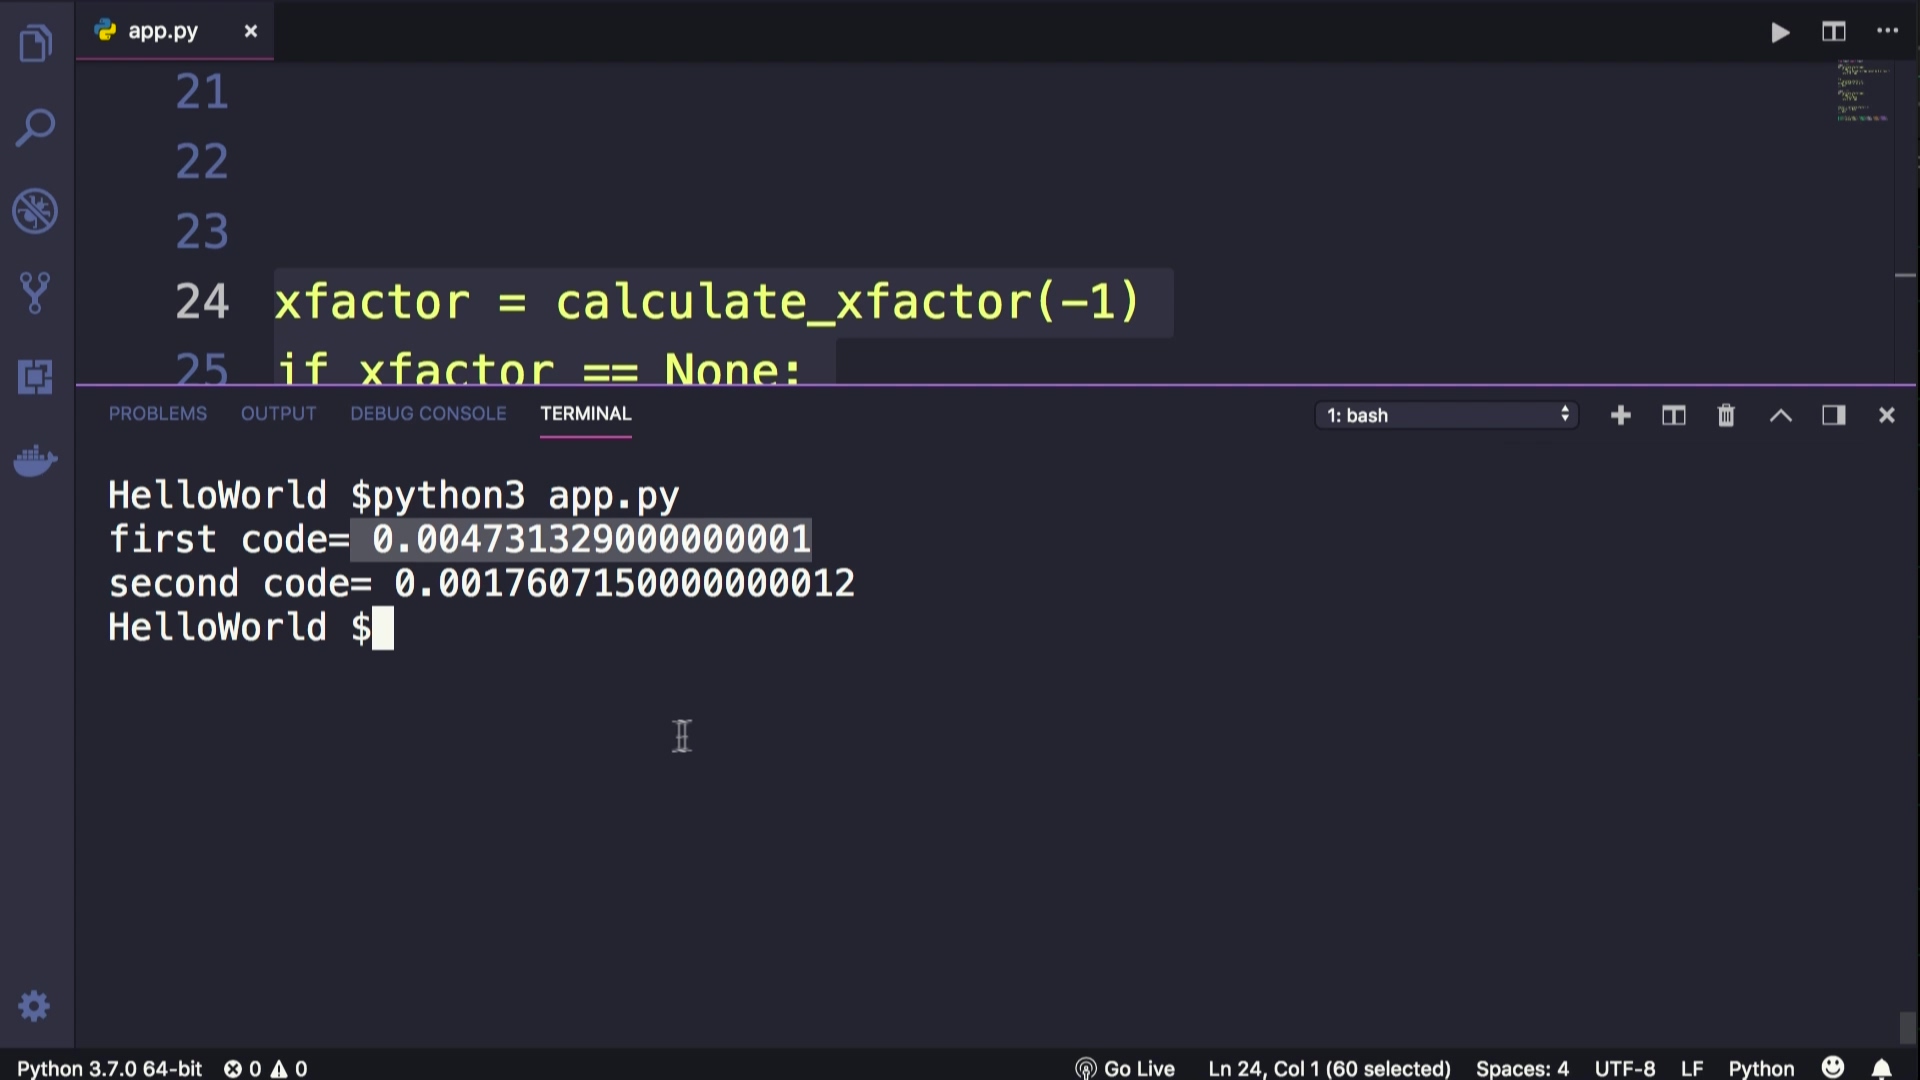 app.py
21
22
23
24 xfactor = calculate_xfactor(-1)
25 if xfactor == None:
PROBLEMS OUTPUT DEBUG CONSOLE TERMINAL 1: bash
HelloWorld $python3 app.py
first code= 0.004731329000000001
second code= 0.0017607150000000012
HelloWorld $
Python 3.7.0 64-bit 0 0 Go Live Ln 24, Col 1 (60 selected) Spaces: 4 UTF-8 LF Python